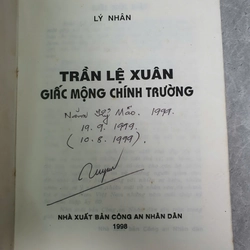 LÝ NHÂN
TRẦN LỆ XUÂN
GIẤC MỘNG CHÍNH TRƯỜNG
Năm Kỷ Mão. 1999.
19.9.1999.
(10.8.1999).
NHÀ XUẤT BẢN CÔNG AN NHÂN DÂN
1998